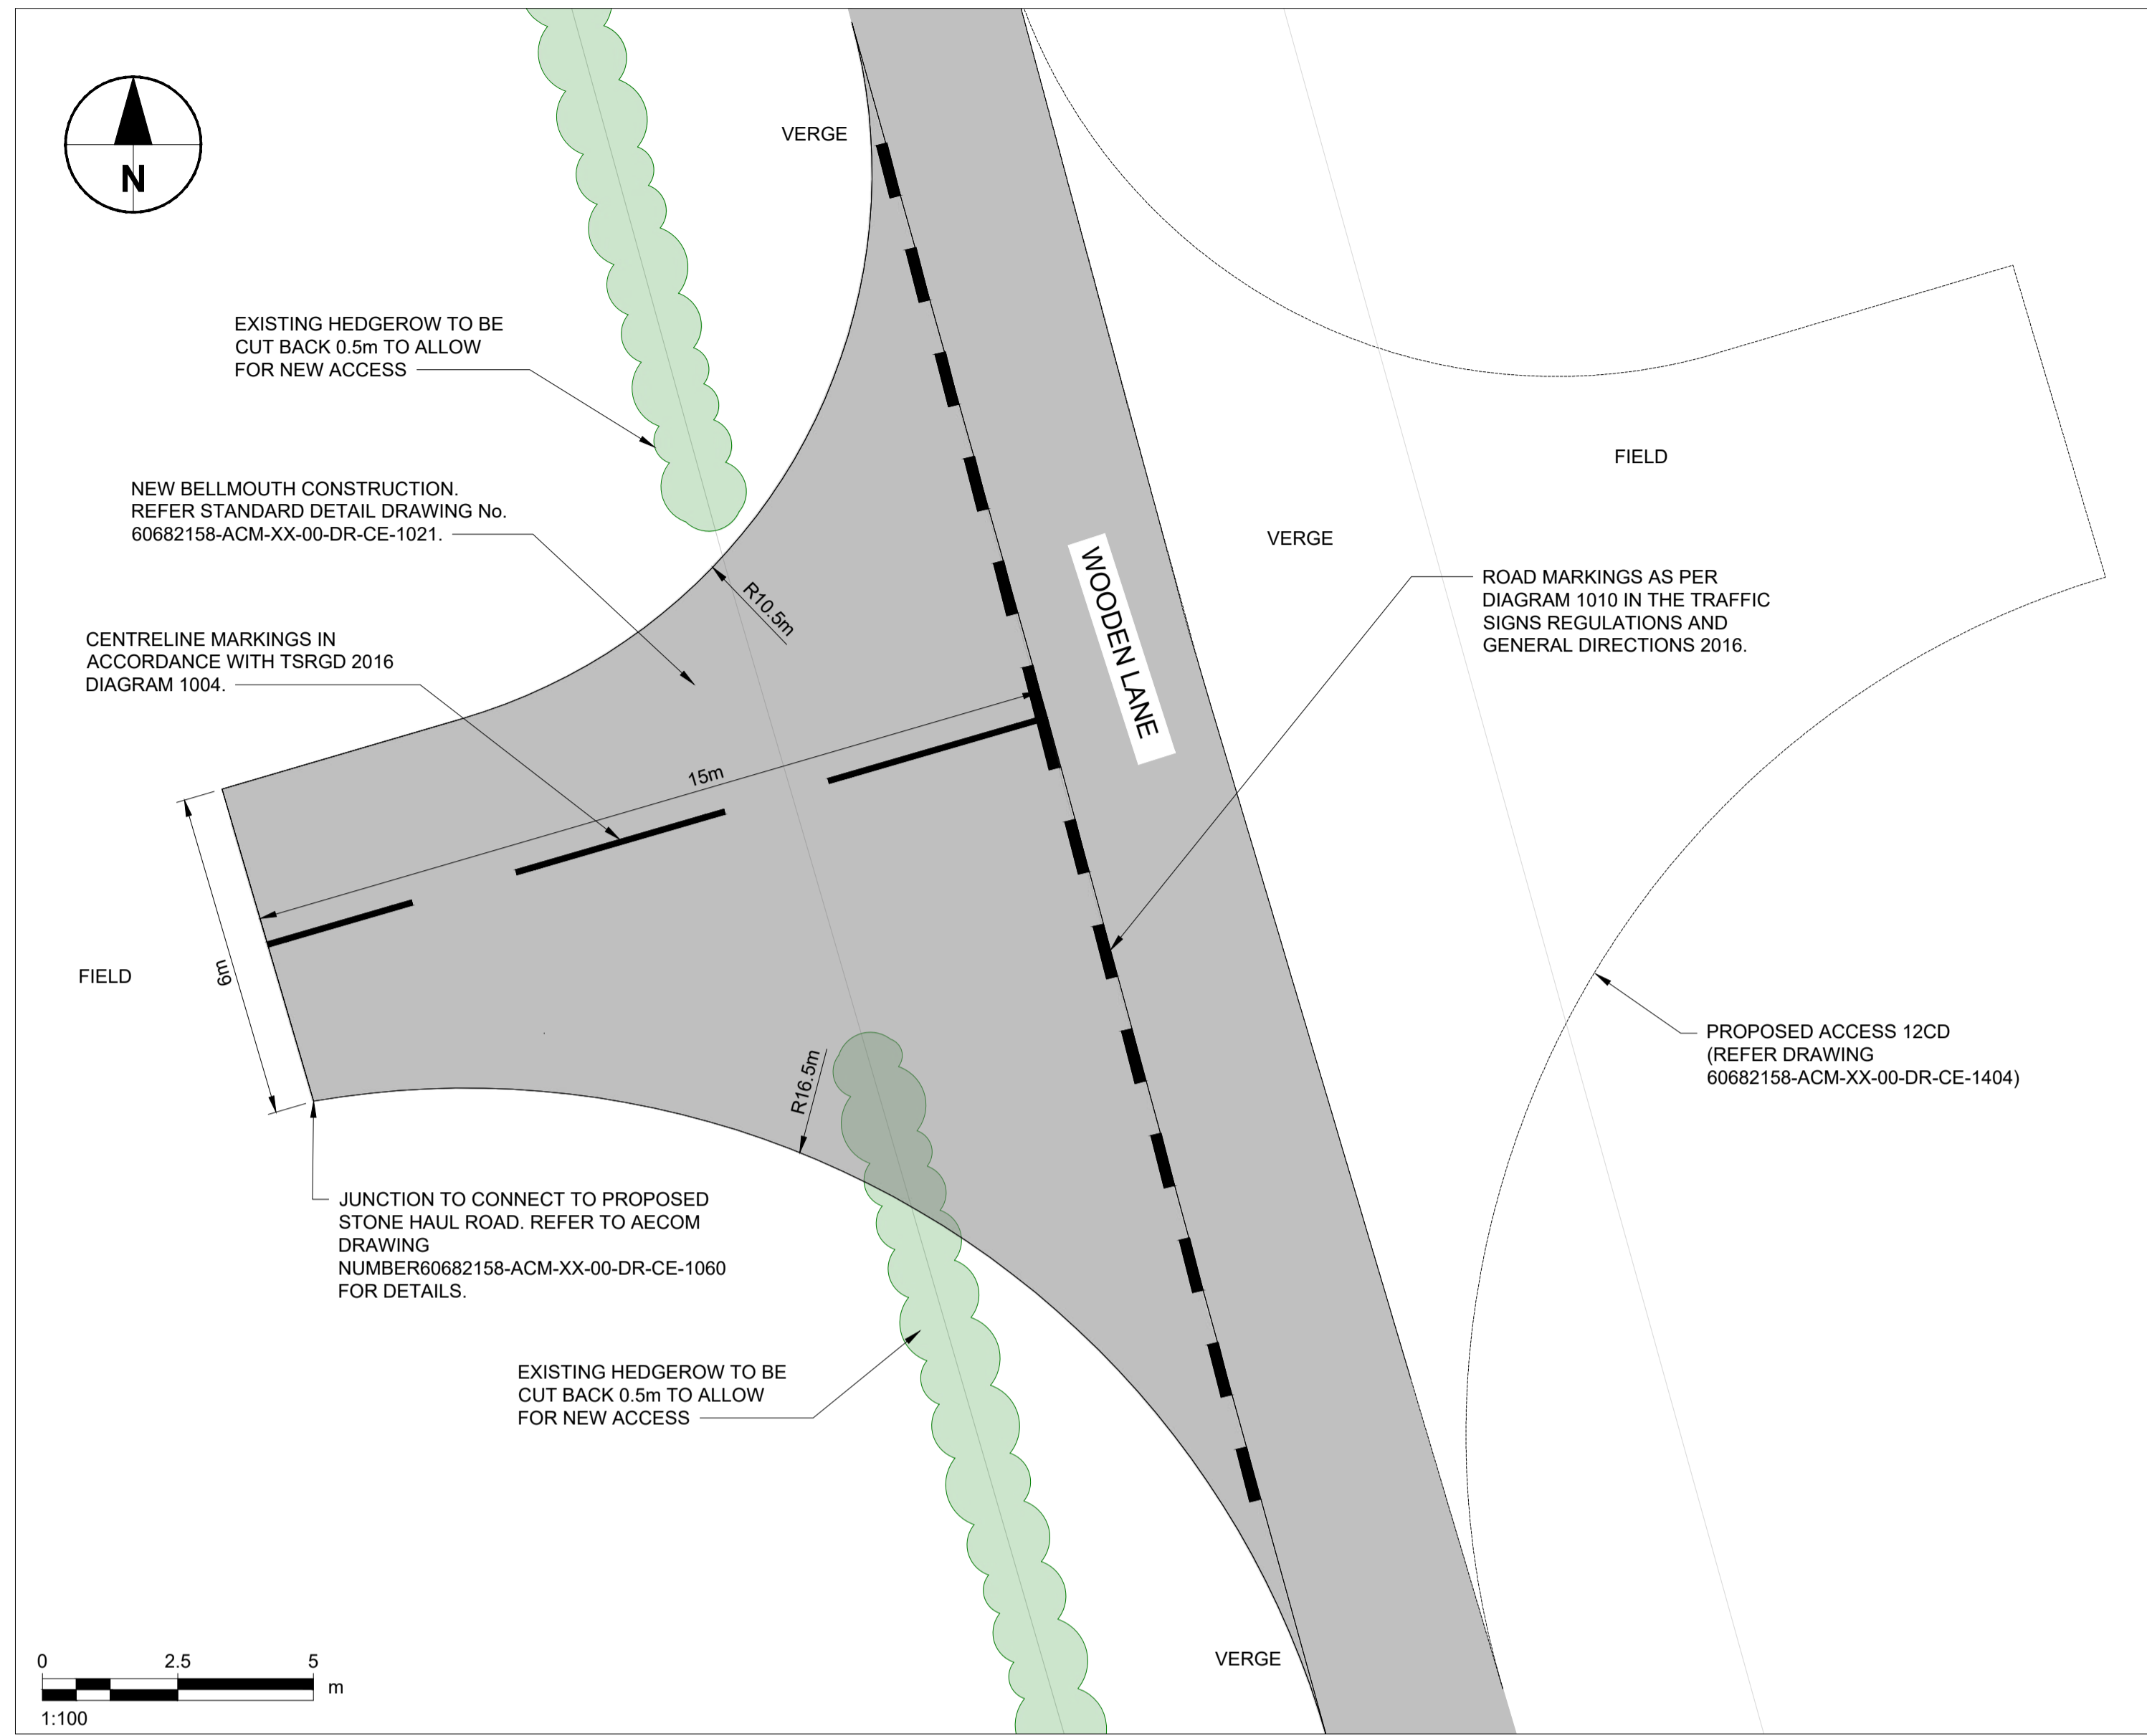 N
VERGE
EXISTING HEDGEROW TO BE
CUT BACK 0.5m TO ALLOW
FOR NEW ACCESS
NEW BELLMOUTH CONSTRUCTION.
REFER STANDARD DETAIL DRAWING No.
60682158-ACM-XX-00-DR-CE-1021.
FIELD
VERGE
WOODEN LANE
R10.5m
ROAD MARKINGS AS PER
DIAGRAM 1010 IN THE TRAFFIC
SIGNS REGULATIONS AND
GENERAL DIRECTIONS 2016.
CENTRELINE MARKINGS IN
ACCORDANCE WITH TSRGD 2016
DIAGRAM 1004.
15m
6m
FIELD
R16.5m
PROPOSED ACCESS 12CD
(REFER DRAWING
60682158-ACM-XX-00-DR-CE-1404)
JUNCTION TO CONNECT TO PROPOSED
STONE HAUL ROAD. REFER TO AECOM
DRAWING
NUMBER60682158-ACM-XX-00-DR-CE-1060
FOR DETAILS.
EXISTING HEDGEROW TO BE
CUT BACK 0.5m TO ALLOW
FOR NEW ACCESS
VERGE
0 2.5 5
m
1:100